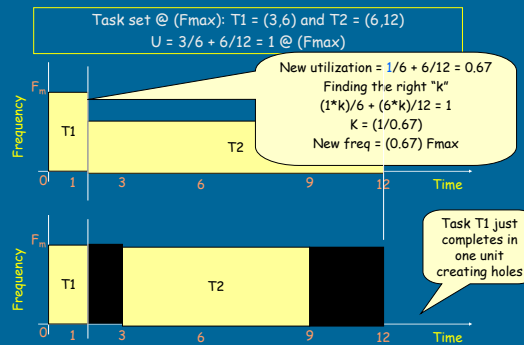 Task set @ (Fmax): T1 = (3,6) and T2 = (6,12)
U = 3/6 + 6/12 = 1 @ (Fmax)
New utilization = 1/6 + 6/12 = 0.67
Finding the right "k"
(1*k)/6 + (6*k)/12 = 1
K = (1/0.67)
New freq = (0.67) Fmax
Frequency
Fm
T1
T2
0 1 3 6 9 12 Time
Task T1 just
completes in
one unit
creating holes
Frequency
Fm
T1
T2
0 1 3 6 9 12 Time